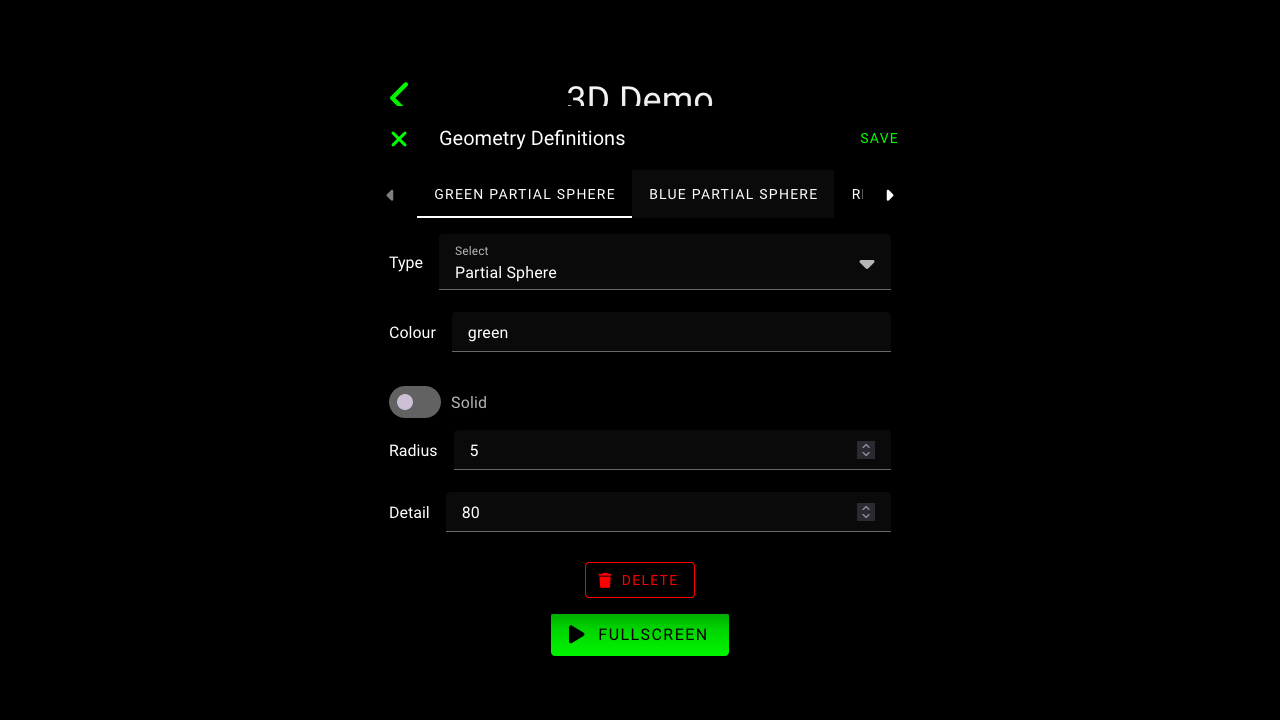 3D Demo
Geometry Definitions
SAVE
GREEN PARTIAL SPHERE
BLUE PARTIAL SPHERE
Type
Select
Partial Sphere
Colour
green
Solid
Radius
5
Detail
80
DELETE
FULLSCREEN